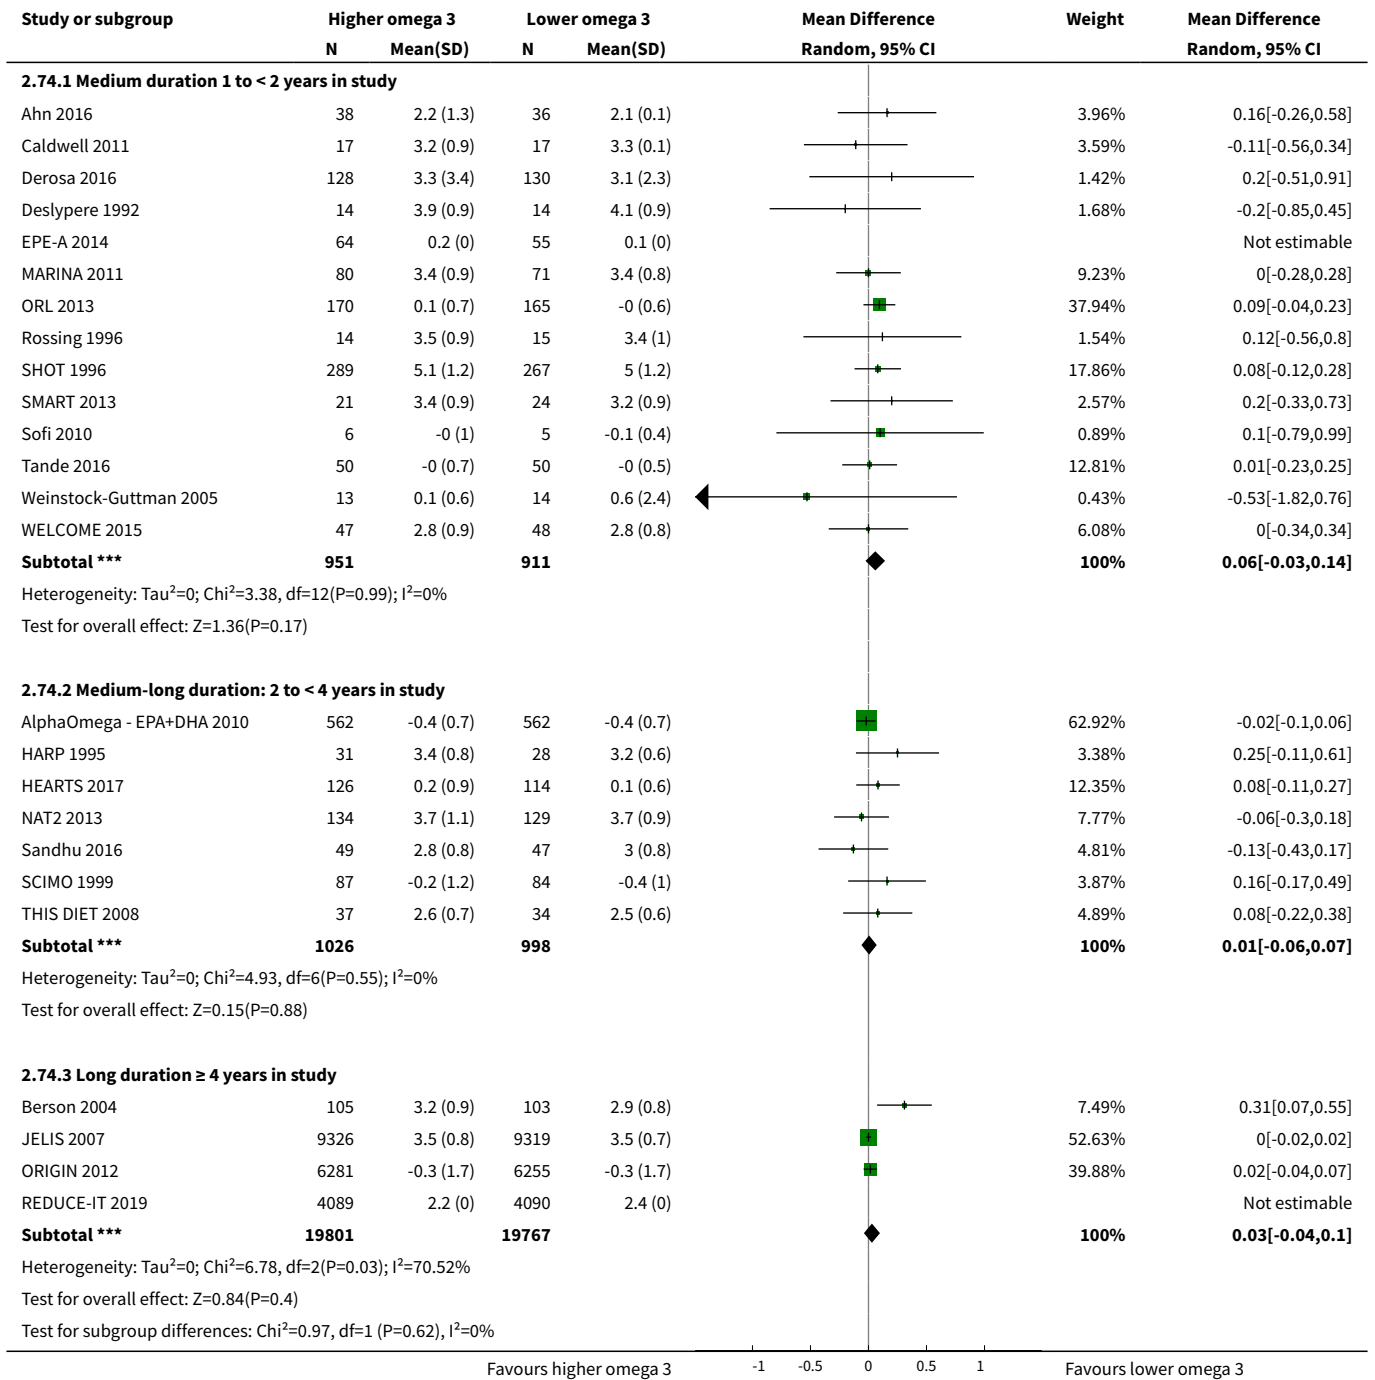 Study or subgroup Higher omega 3 Lower omega 3 Mean Difference Weight Mean Difference
N Mean(SD) N Mean(SD) Random, 95% CI Random, 95% CI
2.74.1 Medium duration 1 to < 2 years in study
Ahn 2016 38 2.2 (1.3) 36 2.1 (0.1) 3.96% 0.16[-0.26,0.58]
Caldwell 2011 17 3.2 (0.9) 17 3.3 (0.1) 3.59% -0.11[-0.56,0.34]
Derosa 2016 128 3.3 (3.4) 130 3.1 (2.3) 1.42% 0.2[-0.51,0.91]
Deslypere 1992 14 3.9 (0.9) 14 4.1 (0.9) 1.68% -0.2[-0.85,0.45]
EPE-A 2014 64 0.2 (0) 55 0.1 (0) Not estimable
MARINA 2011 80 3.4 (0.9) 71 3.4 (0.8) 9.23% 0[-0.28,0.28]
ORL 2013 170 0.1 (0.7) 165 -0 (0.6) 37.94% 0.09[-0.04,0.23]
Rossing 1996 14 3.5 (0.9) 15 3.4 (1) 1.54% 0.12[-0.56,0.8]
SHOT 1996 289 5.1 (1.2) 267 5 (1.2) 17.86% 0.08[-0.12,0.28]
SMART 2013 21 3.4 (0.9) 24 3.2 (0.9) 2.57% 0.2[-0.33,0.73]
Sofi 2010 6 -0 (1) 5 -0.1 (0.4) 0.89% 0.1[-0.79,0.99]
Tande 2016 50 -0 (0.7) 50 -0 (0.5) 12.81% 0.01[-0.23,0.25]
Weinstock-Guttman 2005 13 0.1 (0.6) 14 0.6 (2.4) 0.43% -0.53[-1.82,0.76]
WELCOME 2015 47 2.8 (0.9) 48 2.8 (0.8) 6.08% 0[-0.34,0.34]
Subtotal *** 951 911 100% 0.06[-0.03,0.14]
Heterogeneity: Tau²=0; Chi²=3.38, df=12(P=0.99); I²=0%
Test for overall effect: Z=1.36(P=0.17)
2.74.2 Medium-long duration: 2 to < 4 years in study
AlphaOmega - EPA+DHA 2010 562 -0.4 (0.7) 562 -0.4 (0.7) 62.92% -0.02[-0.1,0.06]
HARP 1995 31 3.4 (0.8) 28 3.2 (0.6) 3.38% 0.25[-0.11,0.61]
HEARTS 2017 126 0.2 (0.9) 114 0.1 (0.6) 12.35% 0.08[-0.11,0.27]
NAT2 2013 134 3.7 (1.1) 129 3.7 (0.9) 7.77% -0.06[-0.3,0.18]
Sandhu 2016 49 2.8 (0.8) 47 3 (0.8) 4.81% -0.13[-0.43,0.17]
SCIMO 1999 87 -0.2 (1.2) 84 -0.4 (1) 3.87% 0.16[-0.17,0.49]
THIS DIET 2008 37 2.6 (0.7) 34 2.5 (0.6) 4.89% 0.08[-0.22,0.38]
Subtotal *** 1026 998 100% 0.01[-0.06,0.07]
Heterogeneity: Tau²=0; Chi²=4.93, df=6(P=0.55); I²=0%
Test for overall effect: Z=0.15(P=0.88)
2.74.3 Long duration ≥ 4 years in study
Berson 2004 105 3.2 (0.9) 103 2.9 (0.8) 7.49% 0.31[0.07,0.55]
JELIS 2007 9326 3.5 (0.8) 9319 3.5 (0.7) 52.63% 0[-0.02,0.02]
ORIGIN 2012 6281 -0.3 (1.7) 6255 -0.3 (1.7) 39.88% 0.02[-0.04,0.07]
REDUCE-IT 2019 4089 2.2 (0) 4090 2.4 (0) Not estimable
Subtotal *** 19801 19767 100% 0.03[-0.04,0.1]
Heterogeneity: Tau²=0; Chi²=6.78, df=2(P=0.03); I²=70.52%
Test for overall effect: Z=0.84(P=0.4)
Test for subgroup differences: Chi²=0.97, df=1 (P=0.62), I²=0%
Favours higher omega 3 -1 -0.5 0 0.5 1 Favours lower omega 3